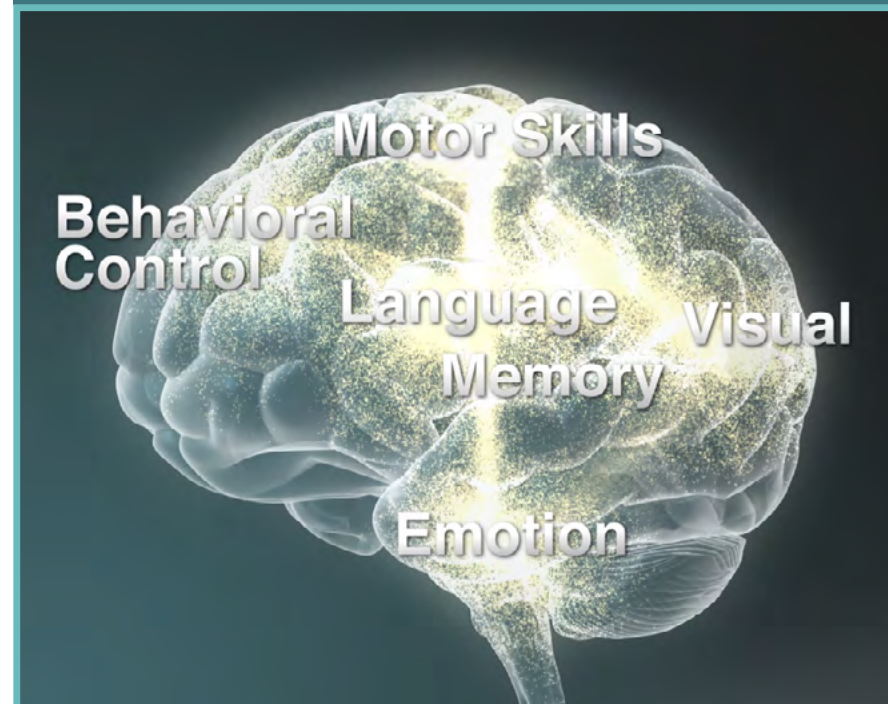 Motor Skills
Behavioral
Control
Language
Visual
Memory
Emotion